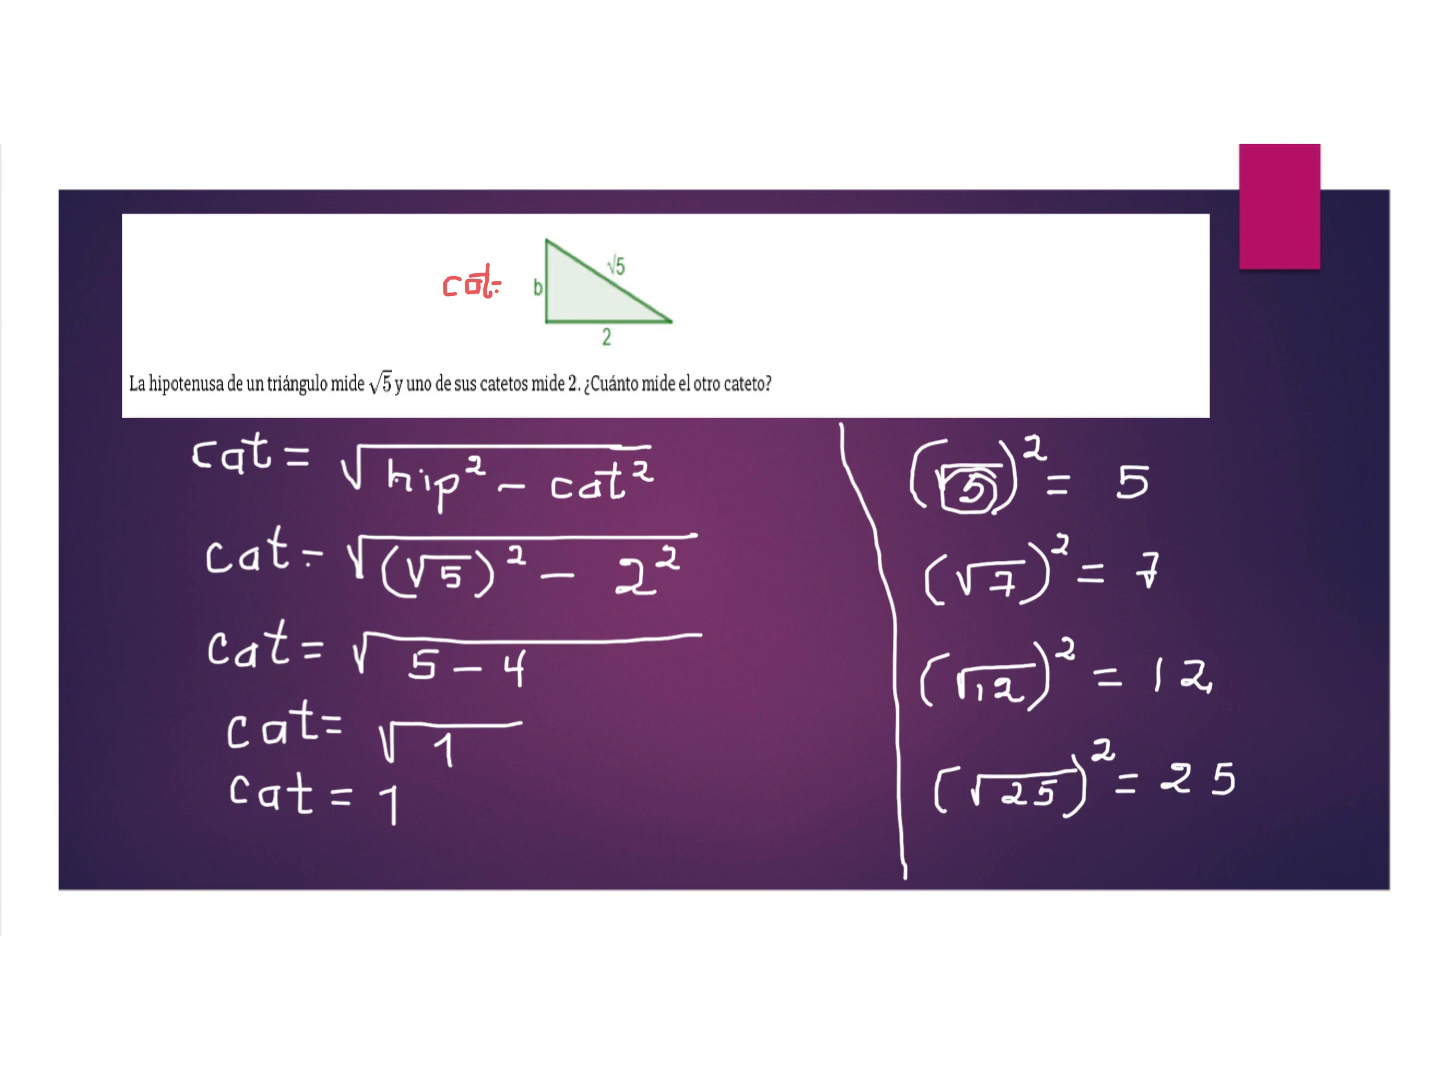 √5
cat=
b
2
La hipotenusa de un triángulo mide √5 y uno de sus catetos mide 2. ¿Cuánto mide el otro cateto?
cat = √(hip² - cat²)
cat = √((√5)² - 2²)
cat = √(5 - 4)
cat = √1
cat = 1
(√5)² = 5
(√7)² = 7
(√12)² = 12
(√25)² = 25